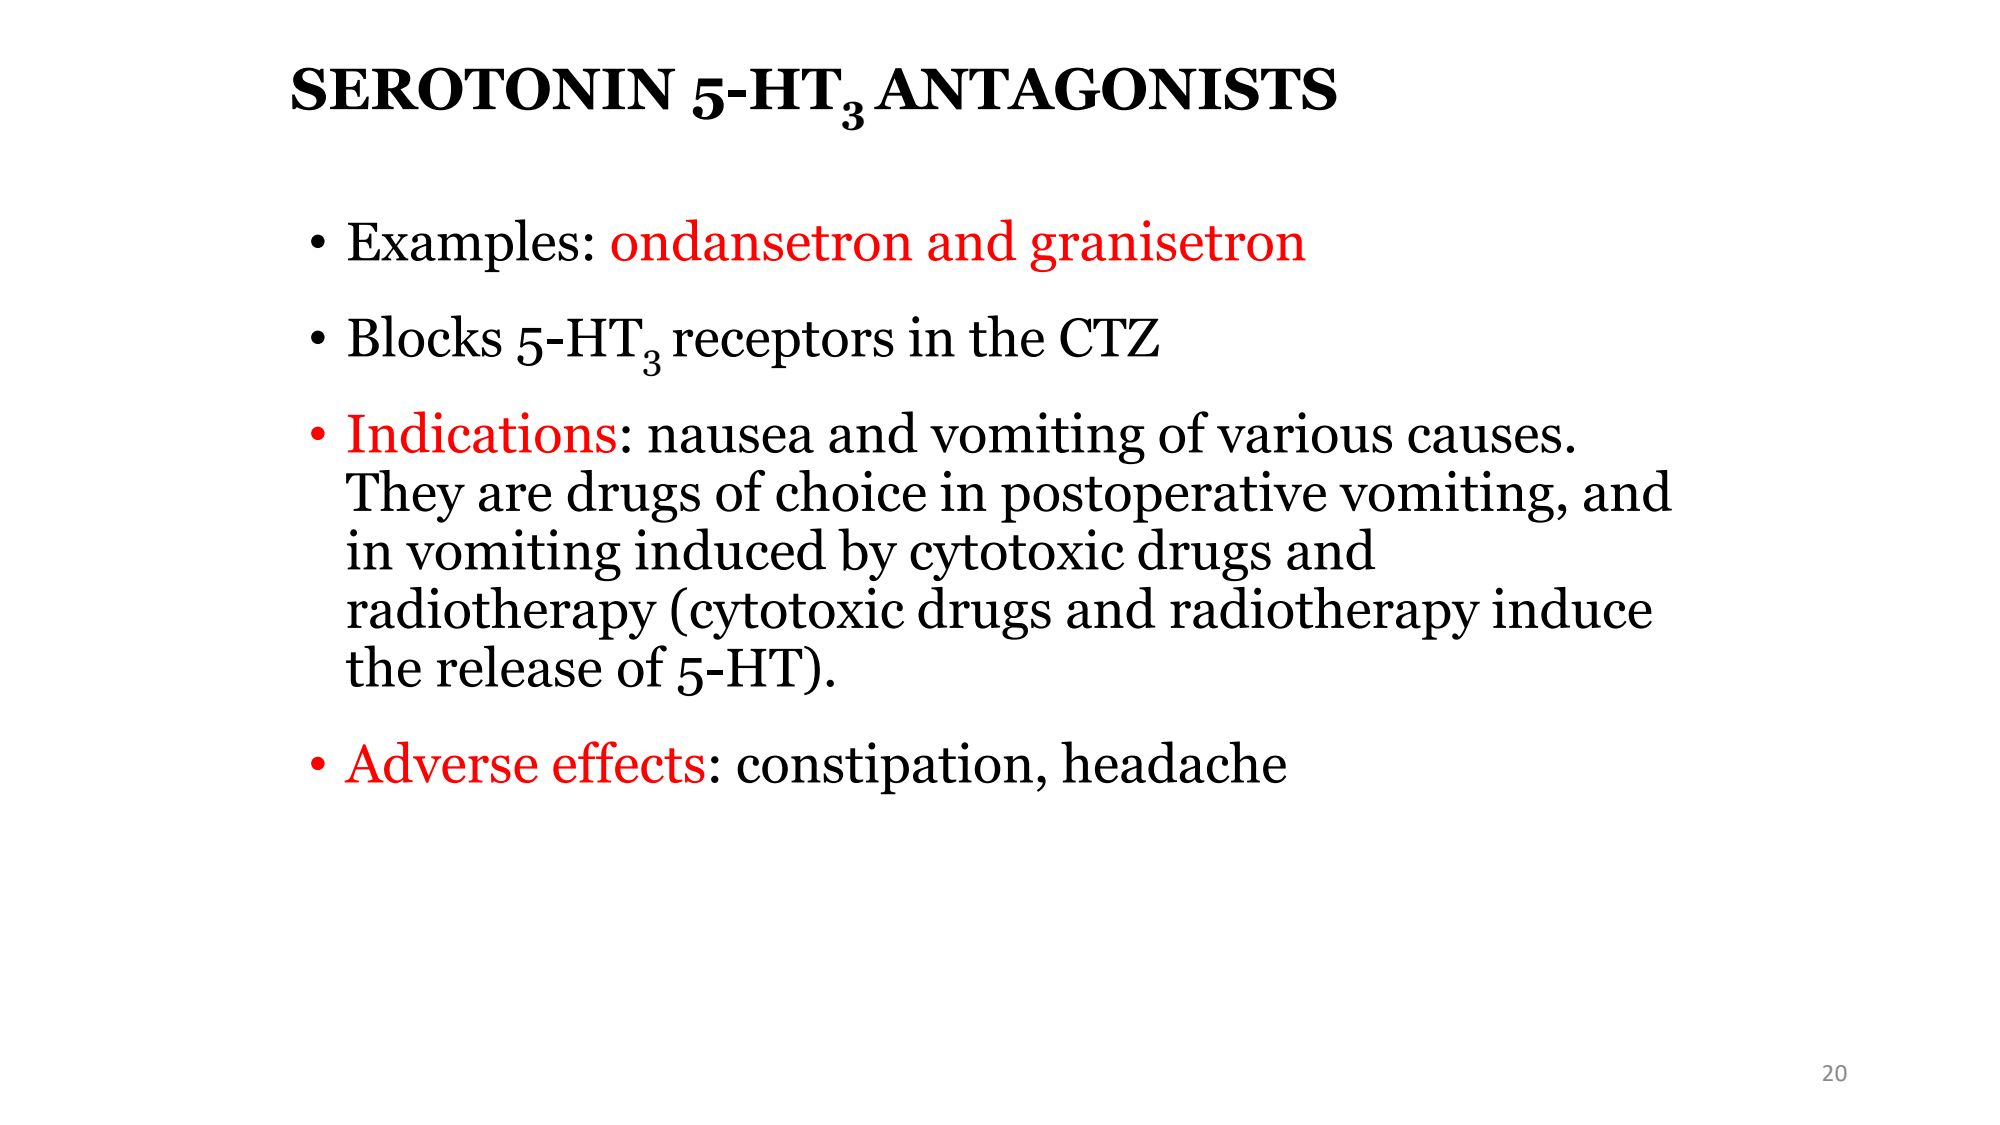 SEROTONIN 5-HT₃ ANTAGONISTS
• Examples: ondansetron and granisetron
• Blocks 5-HT₃ receptors in the CTZ
• Indications: nausea and vomiting of various causes.
They are drugs of choice in postoperative vomiting, and
in vomiting induced by cytotoxic drugs and
radiotherapy (cytotoxic drugs and radiotherapy induce
the release of 5-HT).
• Adverse effects: constipation, headache
20